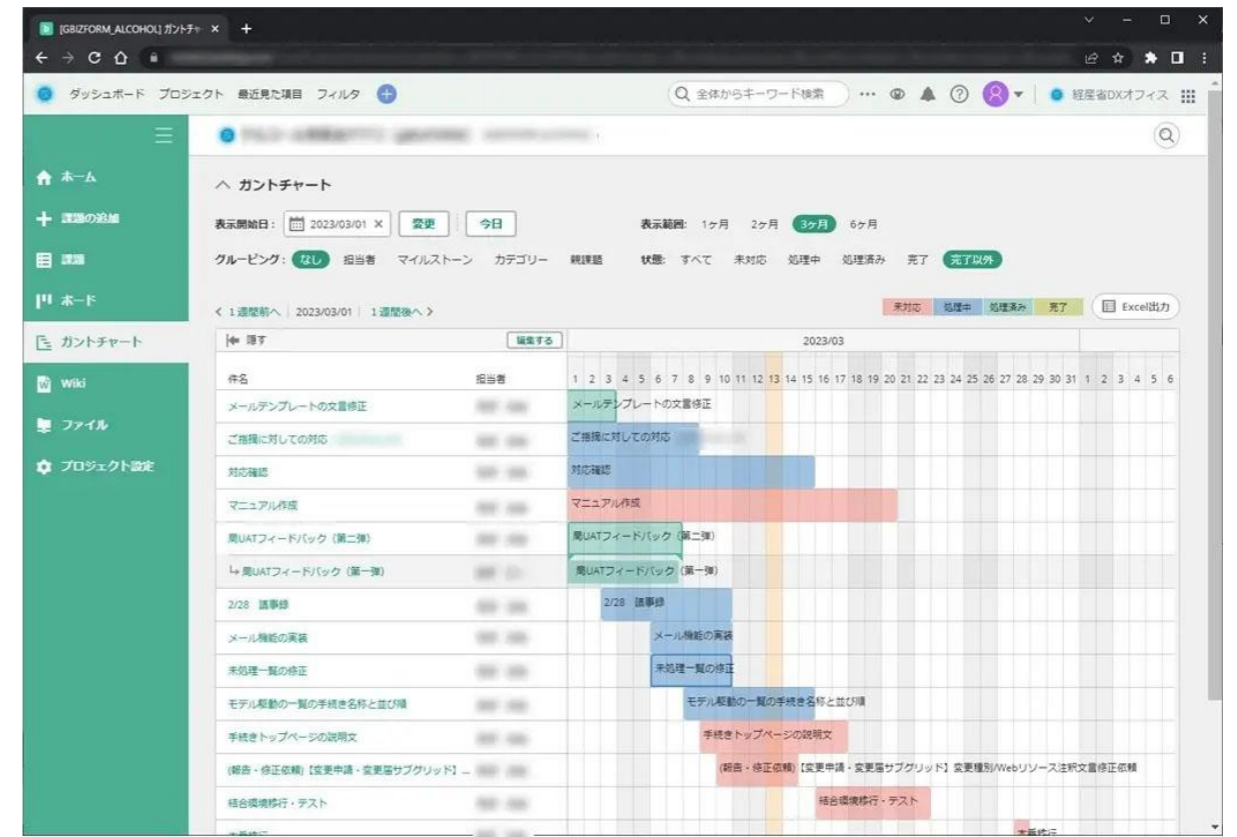 [GBIZFORM_ALCOHOL] ガントチャ
ダッシュボード プロジェクト 最近見た項目 フィルタ
全体からキーワード検索
経産省DXオフィス
ホーム
課題の追加
課題
ボード
ガントチャート
Wiki
ファイル
プロジェクト設定
ガントチャート
表示開始日: 2023/03/01 × 変更 今日
表示範囲: 1ヶ月 2ヶ月 3ヶ月 6ヶ月
グルーピング: なし 担当者 マイルストーン カテゴリー 親課題
状態: すべて 未対応 処理中 処理済み 完了 完了以外
< 1週間前へ | 2023/03/01 | 1週間後へ >
未対応 処理中 処理済み 完了
Excel出力
隠す 編集する 2023/03
件名 担当者 1 2 3 4 5 6 7 8 9 10 11 12 13 14 15 16 17 18 19 20 21 22 23 24 25 26 27 28 29 30 31 1 2 3 4 5 6
メールテンプレートの文言修正 メールテンプレートの文言修正
ご指摘に対しての対応 ご指摘に対しての対応
対応確認 対応確認
マニュアル作成 マニュアル作成
局UATフィードバック（第二弾） 局UATフィードバック（第二弾）
↳局UATフィードバック（第一弾） 局UATフィードバック（第一弾）
2/28 議事録 2/28 議事録
メール機能の実装 メール機能の実装
未処理一覧の修正 未処理一覧の修正
モデル駆動の一覧の手続き名称と並び順 モデル駆動の一覧の手続き名称と並び順
手続きトップページの説明文 手続きトップページの説明文
(報告・修正依頼)【変更申請・変更届サブグリッド】... (報告・修正依頼)【変更申請・変更届サブグリッド】変更種別/Webリソース注釈文言修正依頼
結合環境移行・テスト 結合環境移行・テスト
本番移行 本番移行